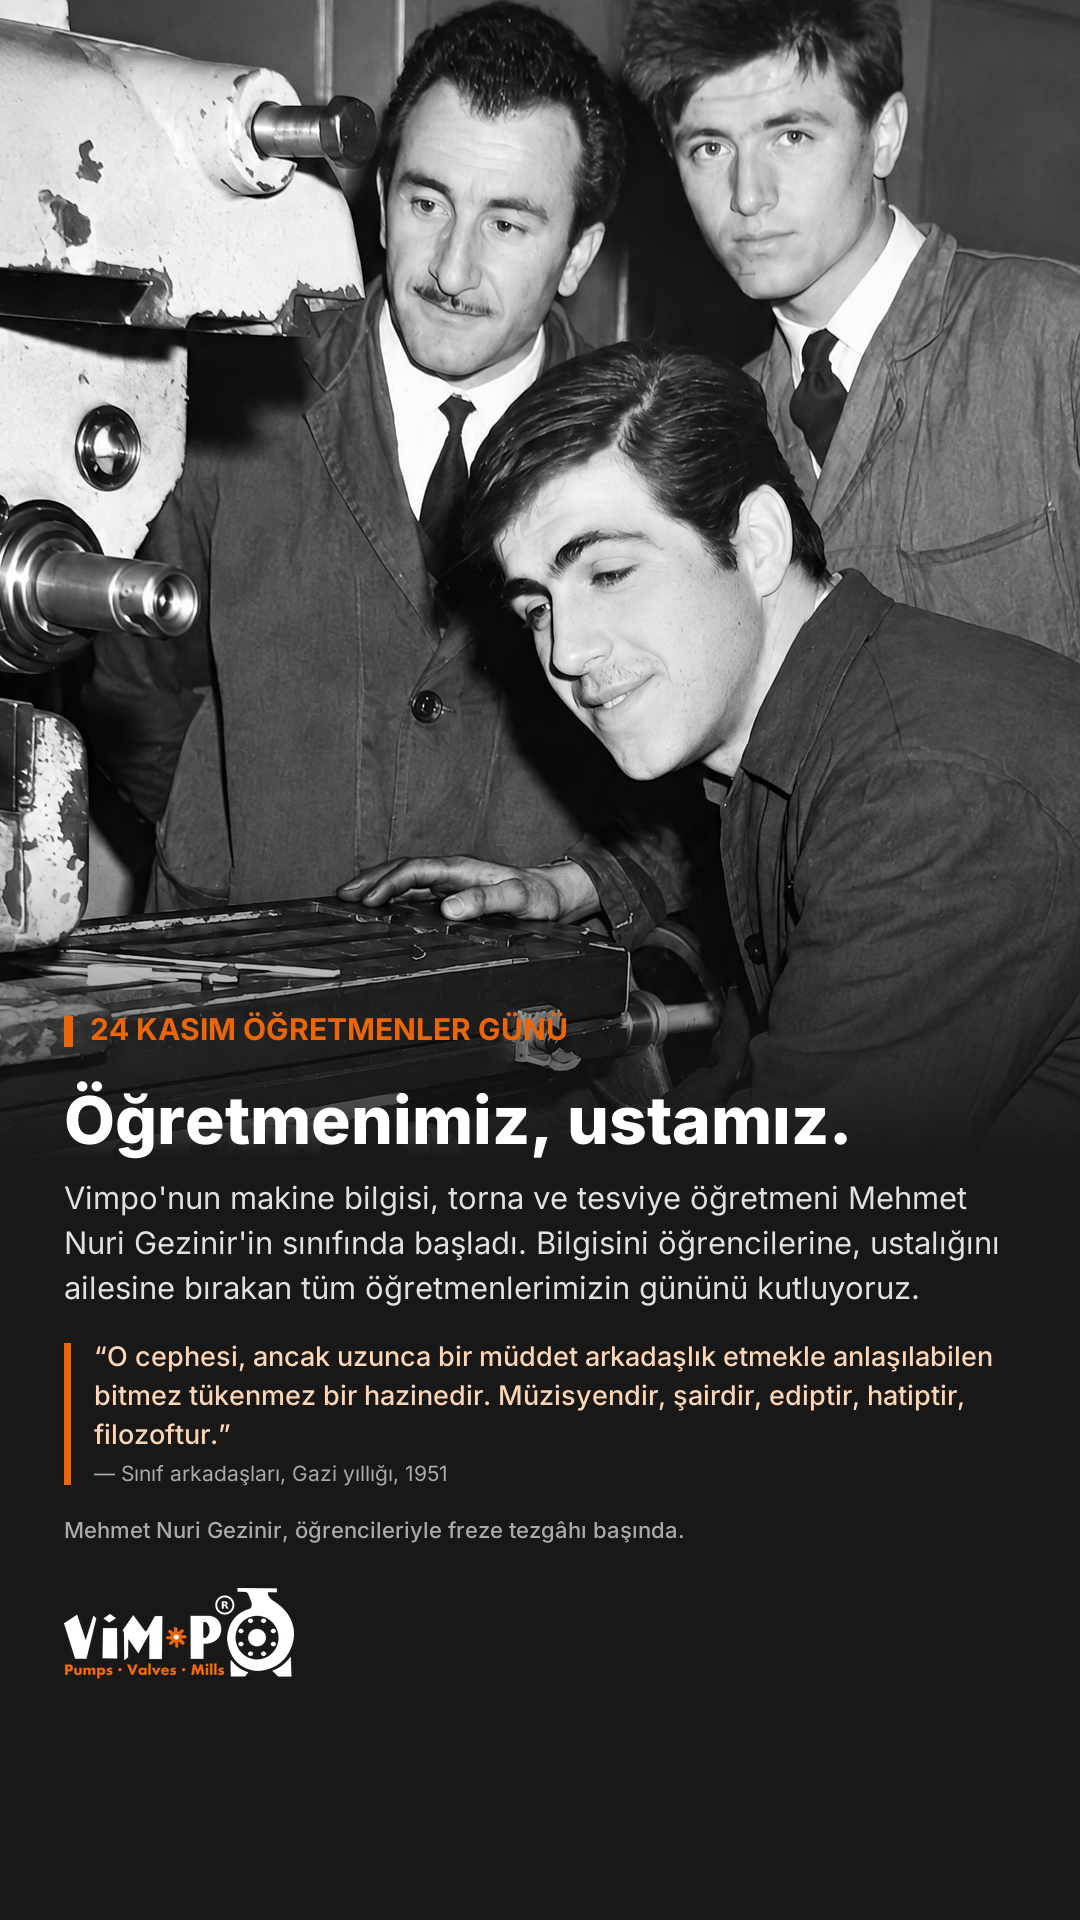 24 KASIM ÖĞRETMENLER GÜNÜ
Öğretmenimiz, ustamız.
Vimpo'nun makine bilgisi, torna ve tesviye öğretmeni Mehmet
Nuri Gezinir'in sınıfında başladı. Bilgisini öğrencilerine, ustalığını
ailesine bırakan tüm öğretmenlerimizin gününü kutluyoruz.
“O cephesi, ancak uzunca bir müddet arkadaşlık etmekle anlaşılabilen
bitmez tükenmez bir hazinedir. Müzisyendir, şairdir, ediptir, hatiptir,
filozoftur.”
— Sınıf arkadaşları, Gazi yıllığı, 1951
Mehmet Nuri Gezinir, öğrencileriyle freze tezgâhı başında.
ViMPO ®
Pumps · Valves · Mills